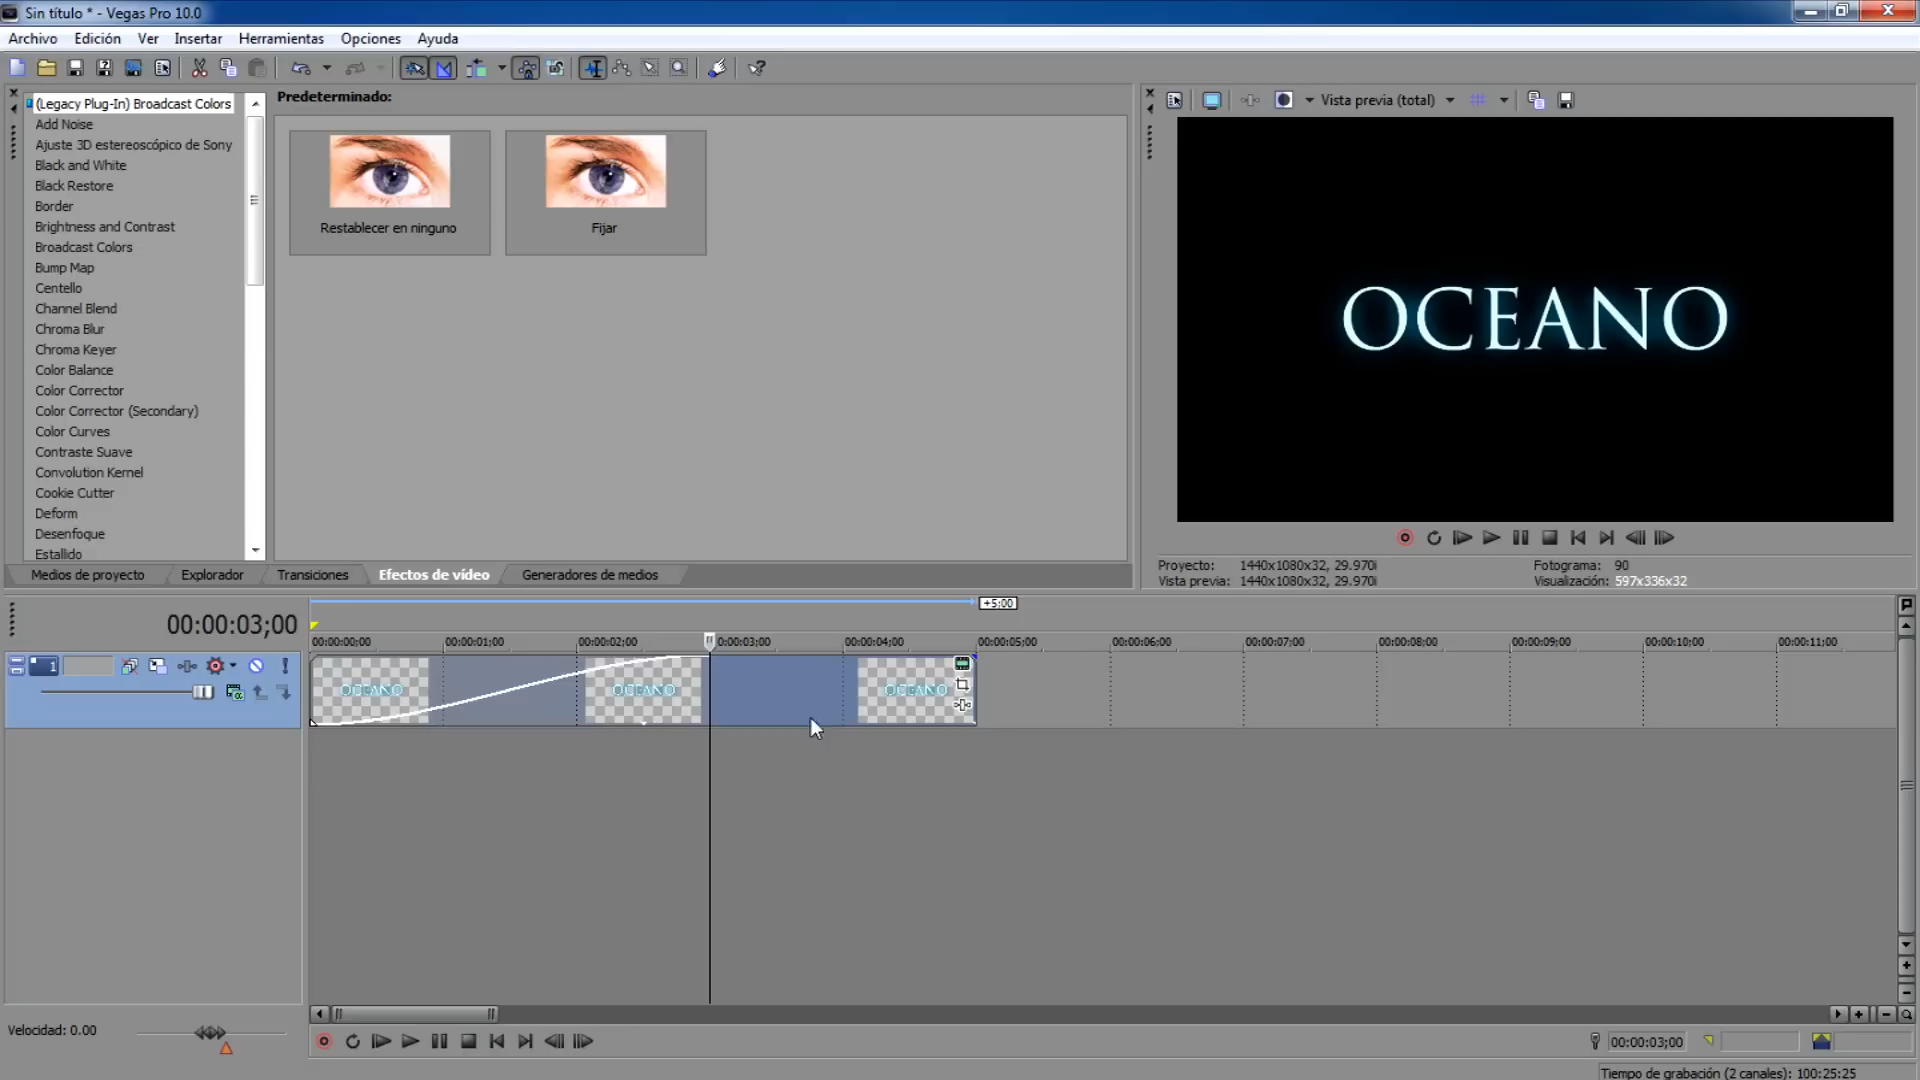 Sin título * - Vegas Pro 10.0
Archivo Edición Ver Insertar Herramientas Opciones Ayuda
(Legacy Plug-In) Broadcast Colors
Add Noise
Ajuste 3D estereoscópico de Sony
Black and White
Black Restore
Border
Brightness and Contrast
Broadcast Colors
Bump Map
Centello
Channel Blend
Chroma Blur
Chroma Keyer
Color Balance
Color Corrector
Color Corrector (Secondary)
Color Curves
Contraste Suave
Convolution Kernel
Cookie Cutter
Deform
Desenfoque
Estallido
Predeterminado:
Restablecer en ninguno
Fijar
Vista previa (total)
OCEANO
Proyecto: 1440x1080x32, 29.970i
Vista previa: 1440x1080x32, 29.970i
Fotograma: 90
Visualización: 597x336x32
Medios de proyecto Explorador Transiciones Efectos de vídeo Generadores de medios
+5:00
00:00:03;00
00:00:00;00 00:00:01;00 00:00:02;00 0:00:03;00 00:00:04;00 00:00:05;00 00:00:06;00 00:00:07;00 00:00:08;00 00:00:09;00 00:00:10;00 00:00:11;00
1
OCEANO OCEANO OCEANO
Velocidad: 0.00
00:00:03;00
Tiempo de grabación (2 canales): 100:25:25